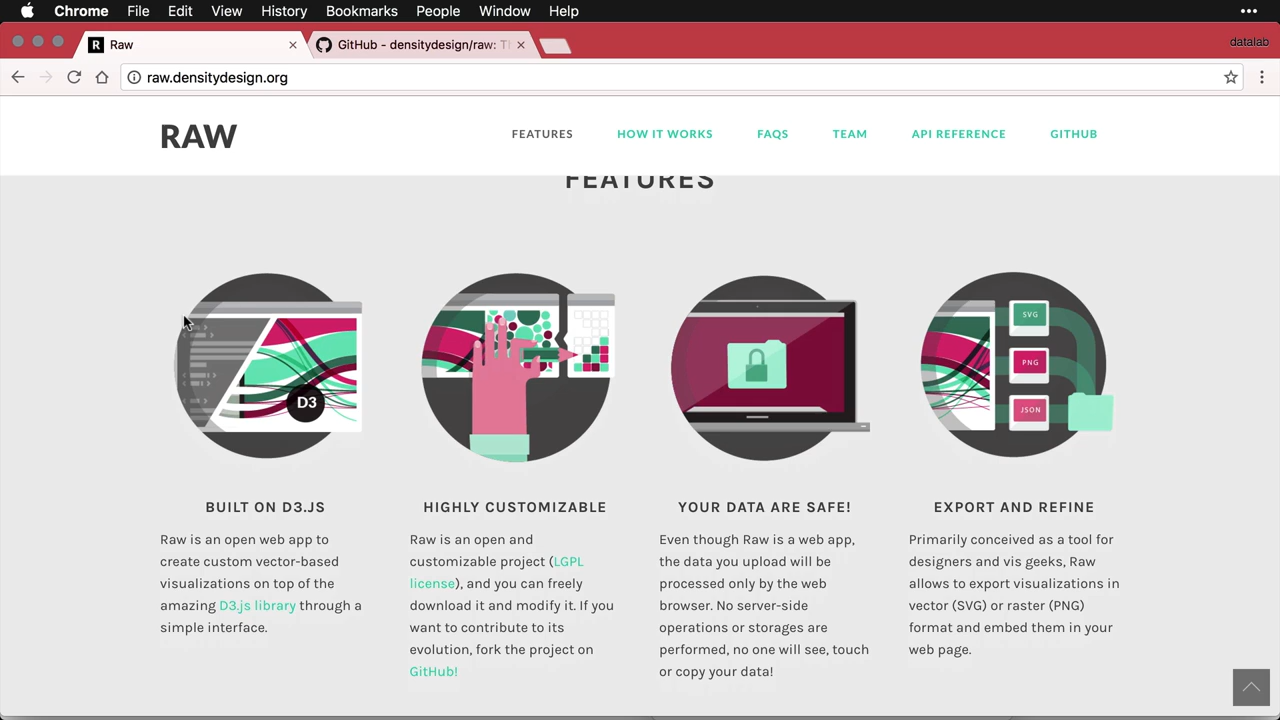 Chrome File Edit View History Bookmarks People Window Help
Raw
GitHub - densitydesign/raw: Th
datalab
raw.densitydesign.org
RAW
FEATURES HOW IT WORKS FAQS TEAM API REFERENCE GITHUB
FEATURES
D3
SVG
PNG
JSON
BUILT ON D3.JS
Raw is an open web app to
create custom vector-based
visualizations on top of the
amazing D3.js library through a
simple interface.
HIGHLY CUSTOMIZABLE
Raw is an open and
customizable project (LGPL
license), and you can freely
download it and modify it. If you
want to contribute to its
evolution, fork the project on
GitHub!
YOUR DATA ARE SAFE!
Even though Raw is a web app,
the data you upload will be
processed only by the web
browser. No server-side
operations or storages are
performed, no one will see, touch
or copy your data!
EXPORT AND REFINE
Primarily conceived as a tool for
designers and vis geeks, Raw
allows to export visualizations in
vector (SVG) or raster (PNG)
format and embed them in your
web page.